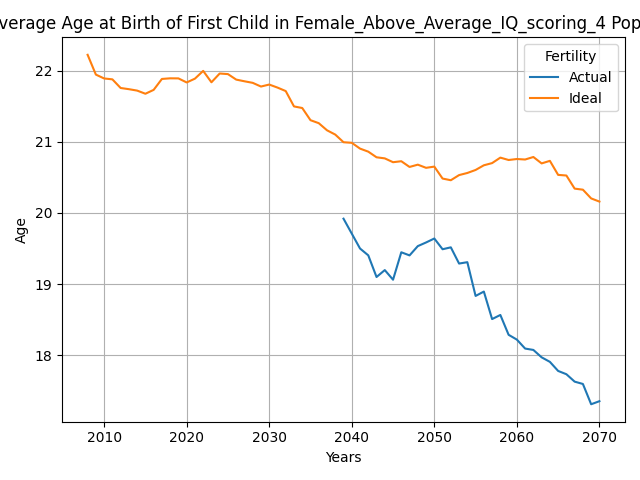 verage Age at Birth of First Child in Female_Above_Average_IQ_scoring_4 Pop
Fertility
Actual
Ideal
22
21
20
19
18
Age
2010 2020 2030 2040 2050 2060 2070
Years